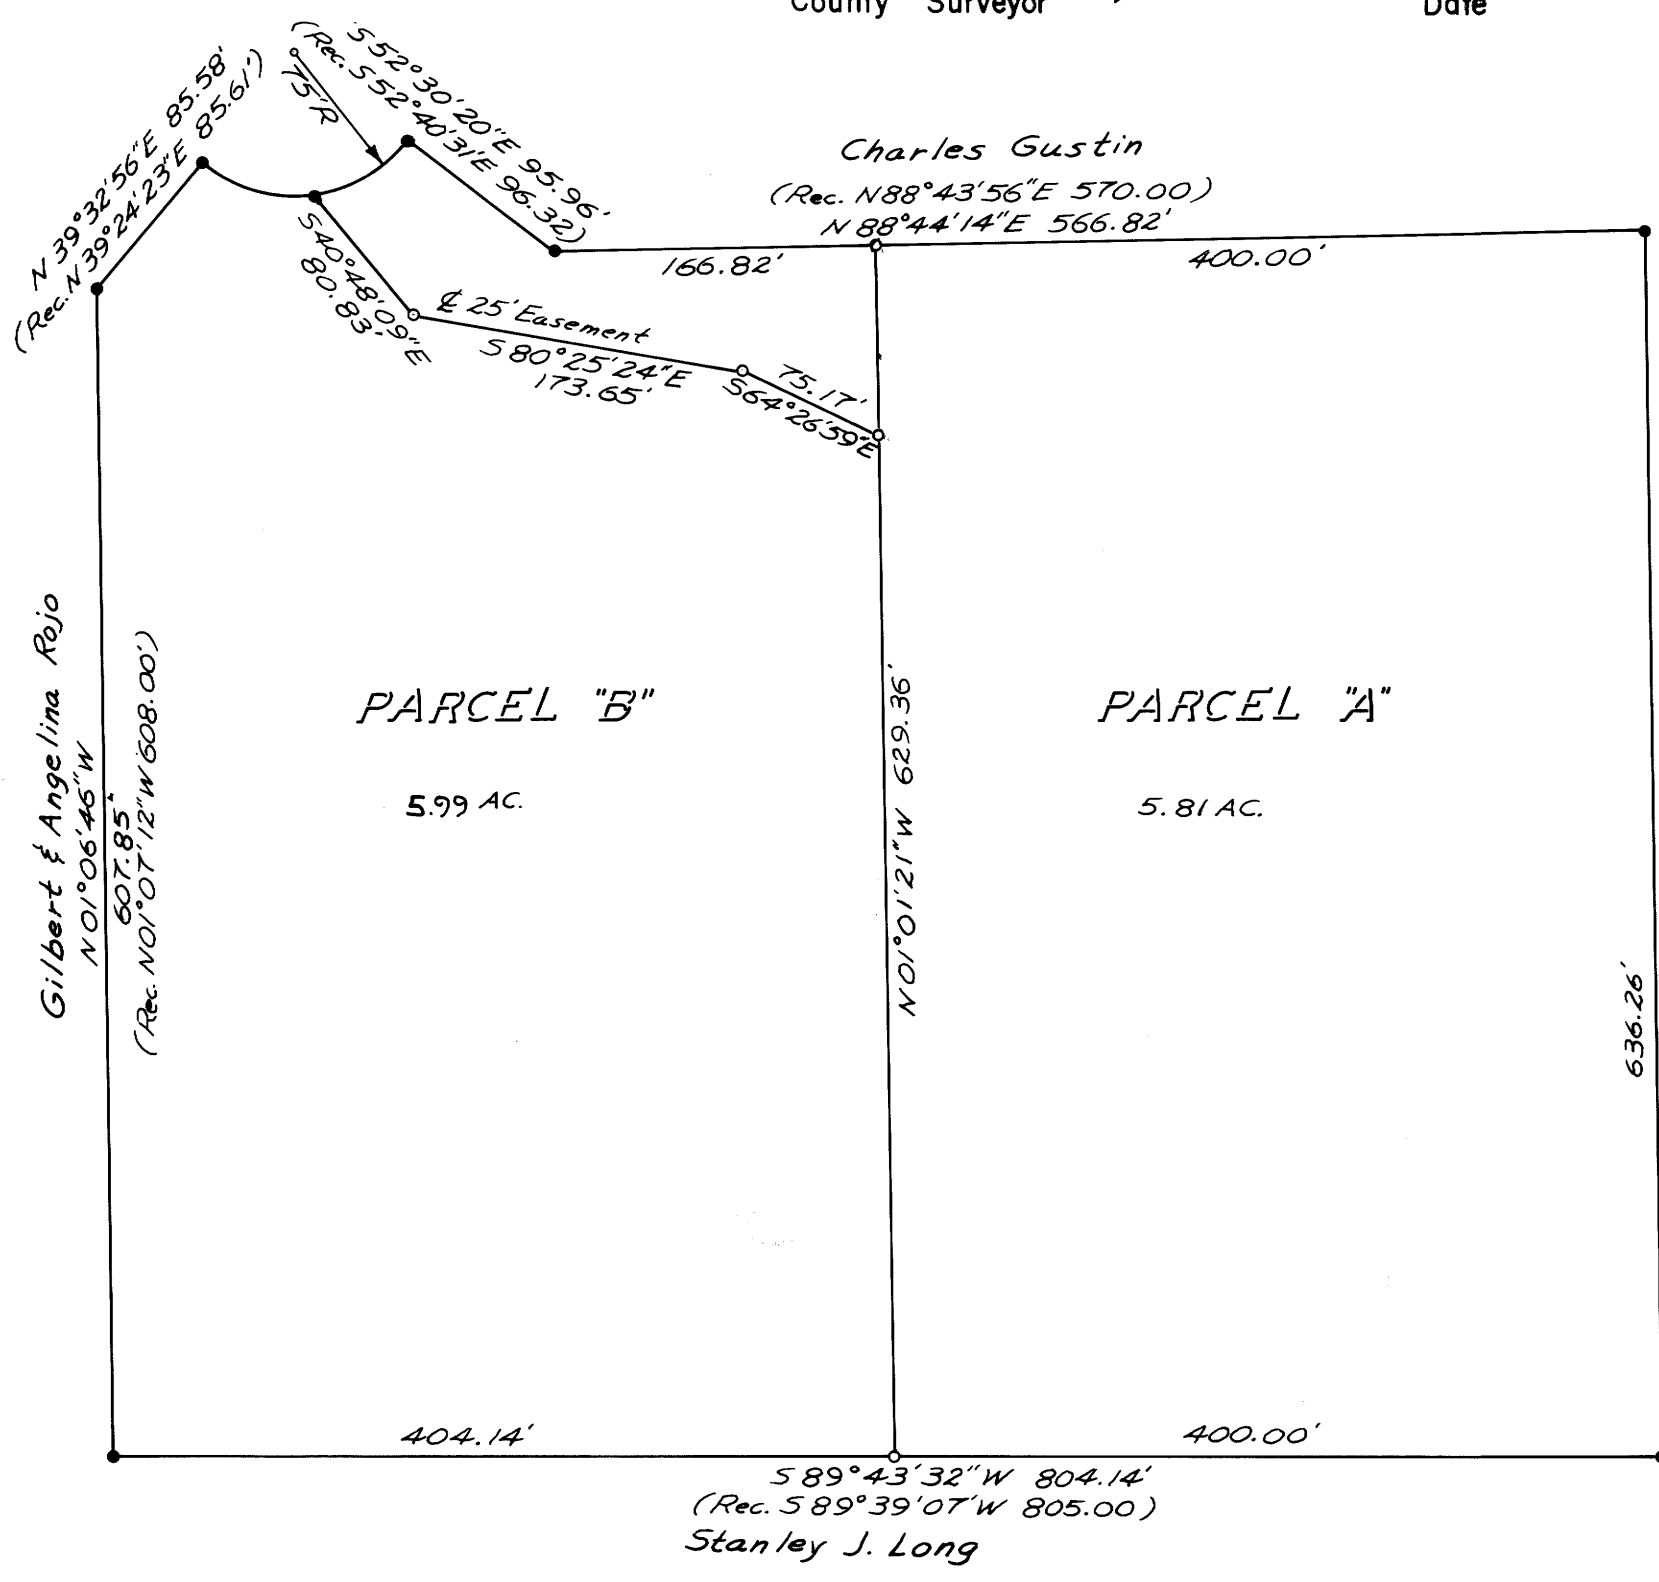 County Surveyor
Date
S 52°30'20"E 95.96'
(Rec. S 52°40'31"E 96.32)
75'R
N 39°32'56"E 85.58'
(Rec. N 39°24'23"E 85.61')
Charles Gustin
(Rec. N88°43'56"E 570.00)
N 88°44'14"E 566.82'
166.82'
400.00'
S40°48'09"E
80.83'
℄ 25' Easement
S 80°25'24"E
173.65'
75.17'
S64°26'59"E
Gilbert & Angelina Rojo
N01°06'46"W
607.85"
(Rec. N01°07'12"W 608.00')
PARCEL "B"
5.99 AC.
N01°01'21"W 629.36'
PARCEL "A"
5.81 AC.
636.26'
404.14'
400.00'
S 89°43'32"W 804.14'
(Rec. S 89°39'07'W 805.00)
Stanley J. Long